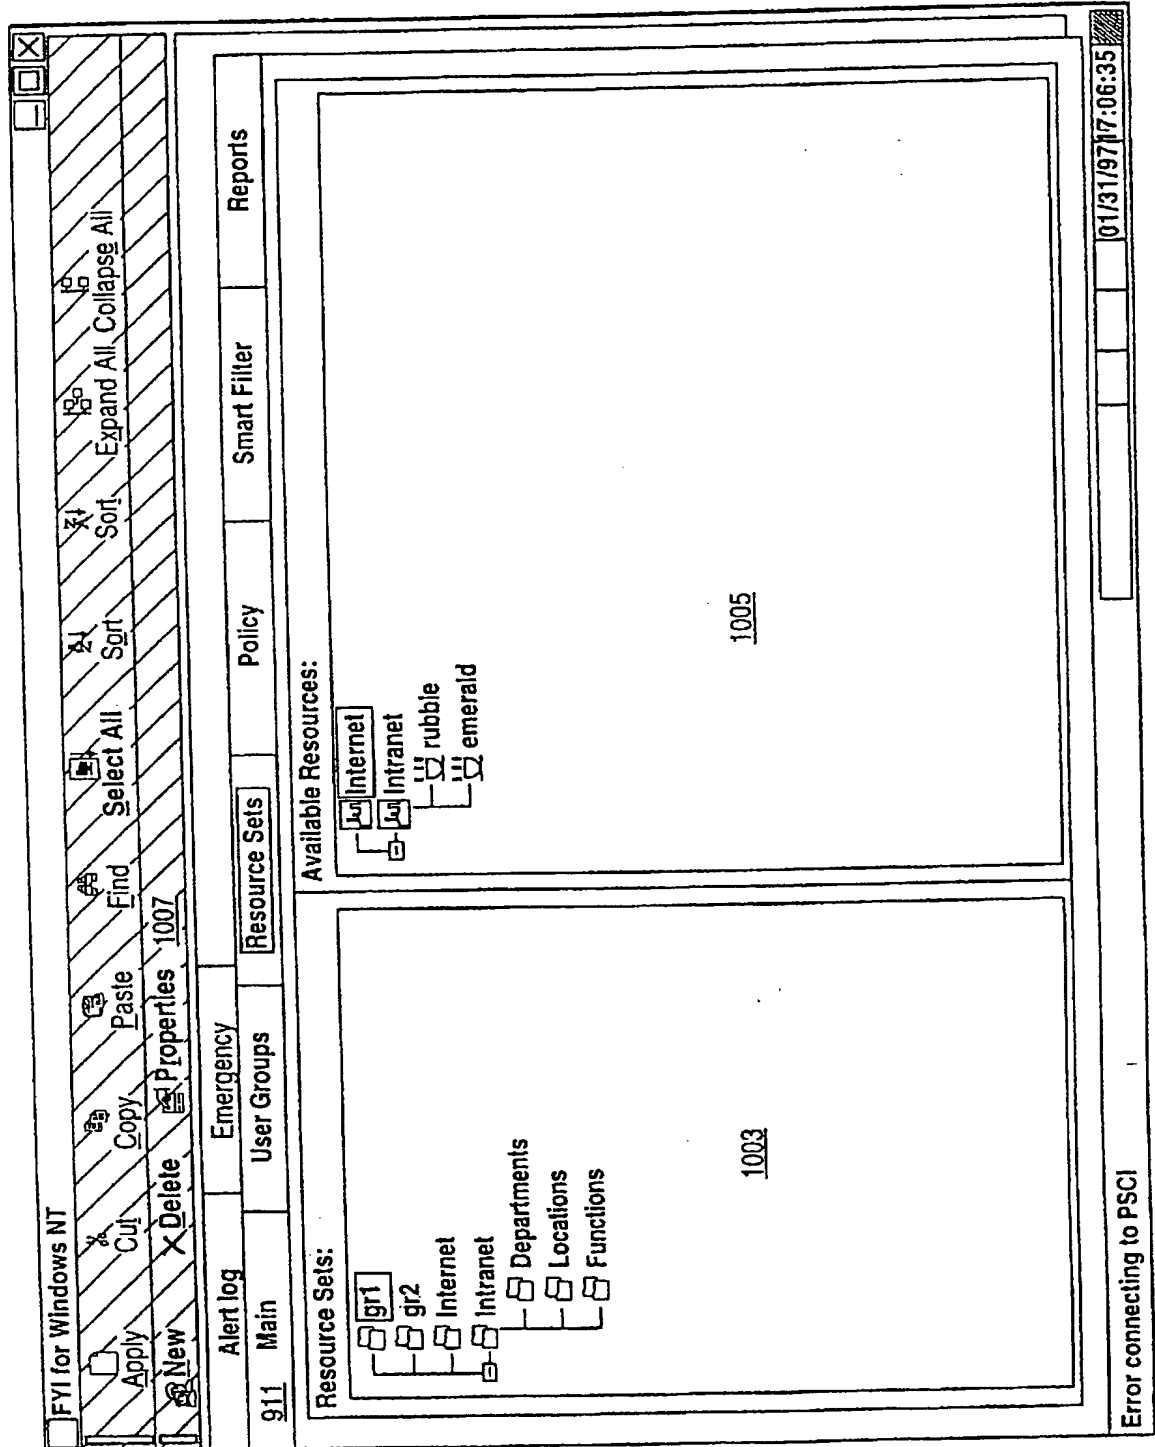 FYI for Windows NT
Apply Cut Copy Paste Find Select All Sort Sort Expand All Collapse All
New Delete Properties 1007
Alert log Emergency
Main User Groups Resource Sets Policy Smart Filter Reports
911
Resource Sets:
gr1
gr2
Internet
Intranet
Departments
Locations
Functions
1003
Available Resources:
Internet
Intranet
rubble
emerald
1005
Error connecting to PSCI
01/31/97 17:06:35